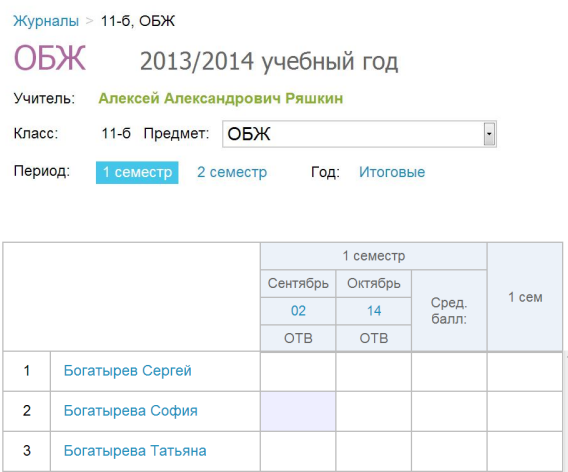 Журналы > 11-б, ОБЖ
ОБЖ 2013/2014 учебный год
Учитель: Алексей Александрович Ряшкин
Класс: 11-б Предмет: ОБЖ
Период: 1 семестр 2 семестр Год: Итоговые
1 семестр
Сентябрь Октябрь Сред. балл: 1 сем
02 14
ОТВ ОТВ
1 Богатырев Сергей
2 Богатырева София
3 Богатырева Татьяна